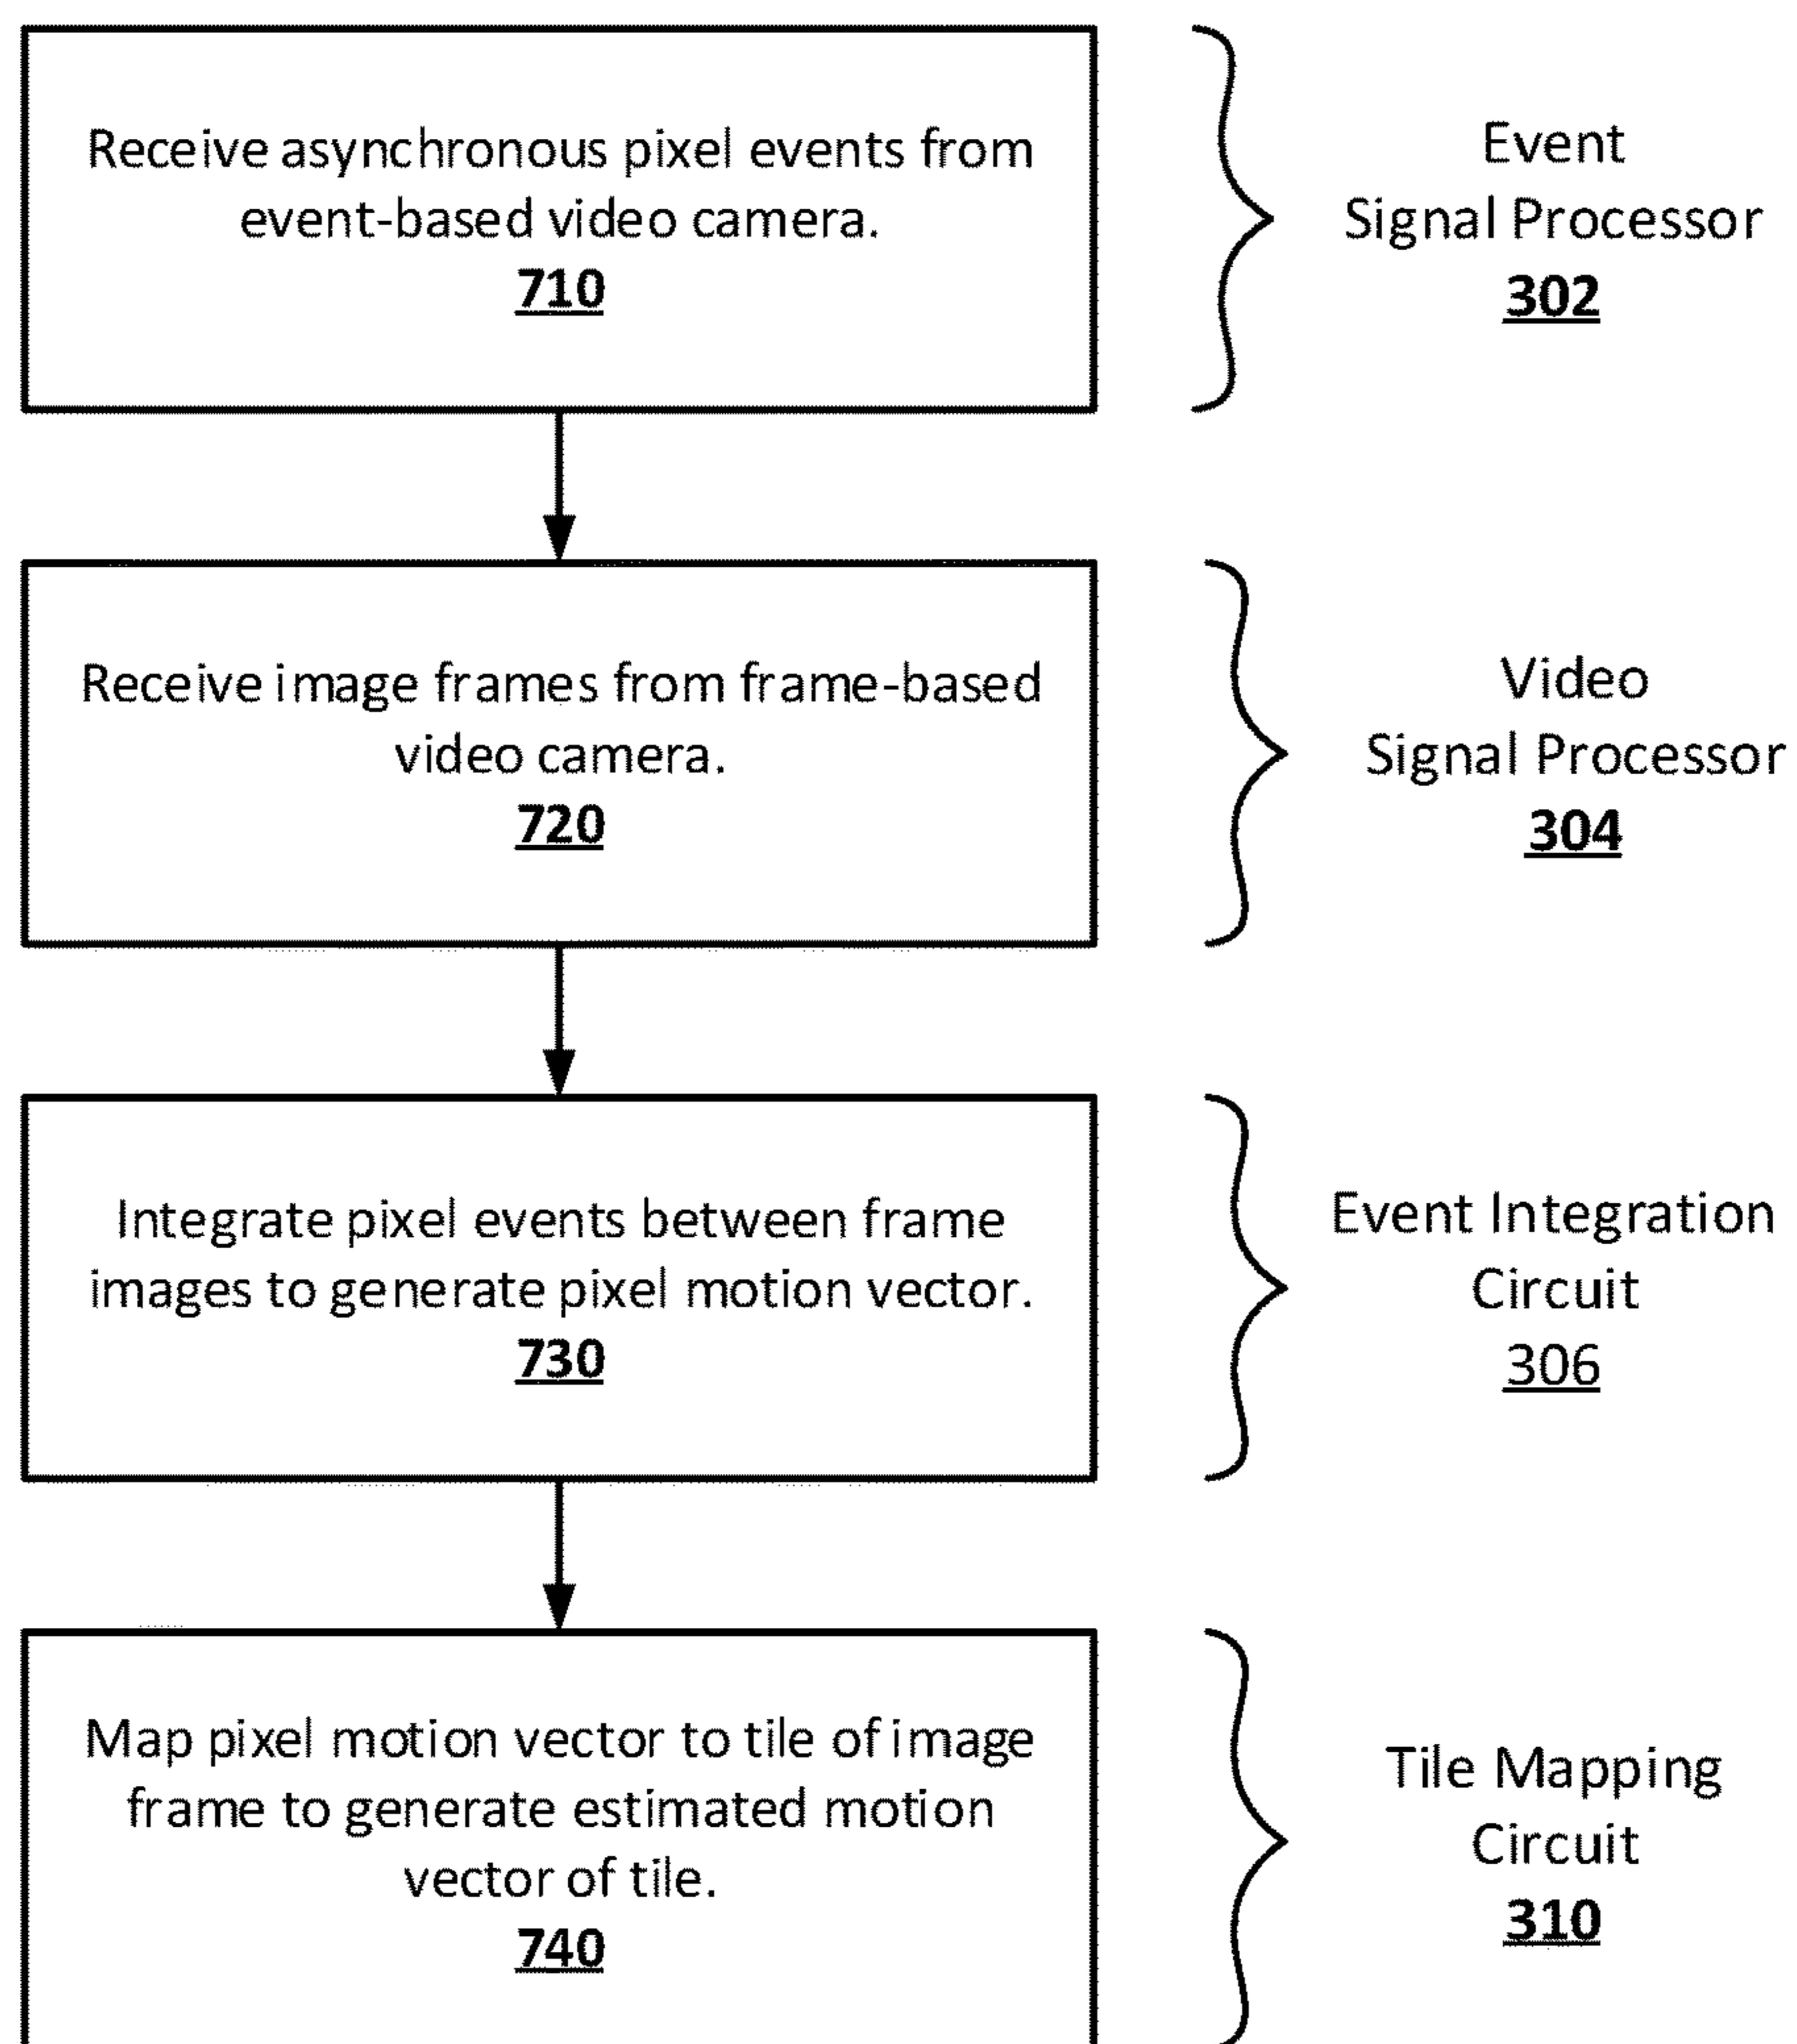 Receive asynchronous pixel events from
event-based video camera.
710
Event
Signal Processor
302
Receive image frames from frame-based
video camera.
720
Video
Signal Processor
304
Integrate pixel events between frame
images to generate pixel motion vector.
730
Event Integration
Circuit
306
Map pixel motion vector to tile of image
frame to generate estimated motion
vector of tile.
740
Tile Mapping
Circuit
310